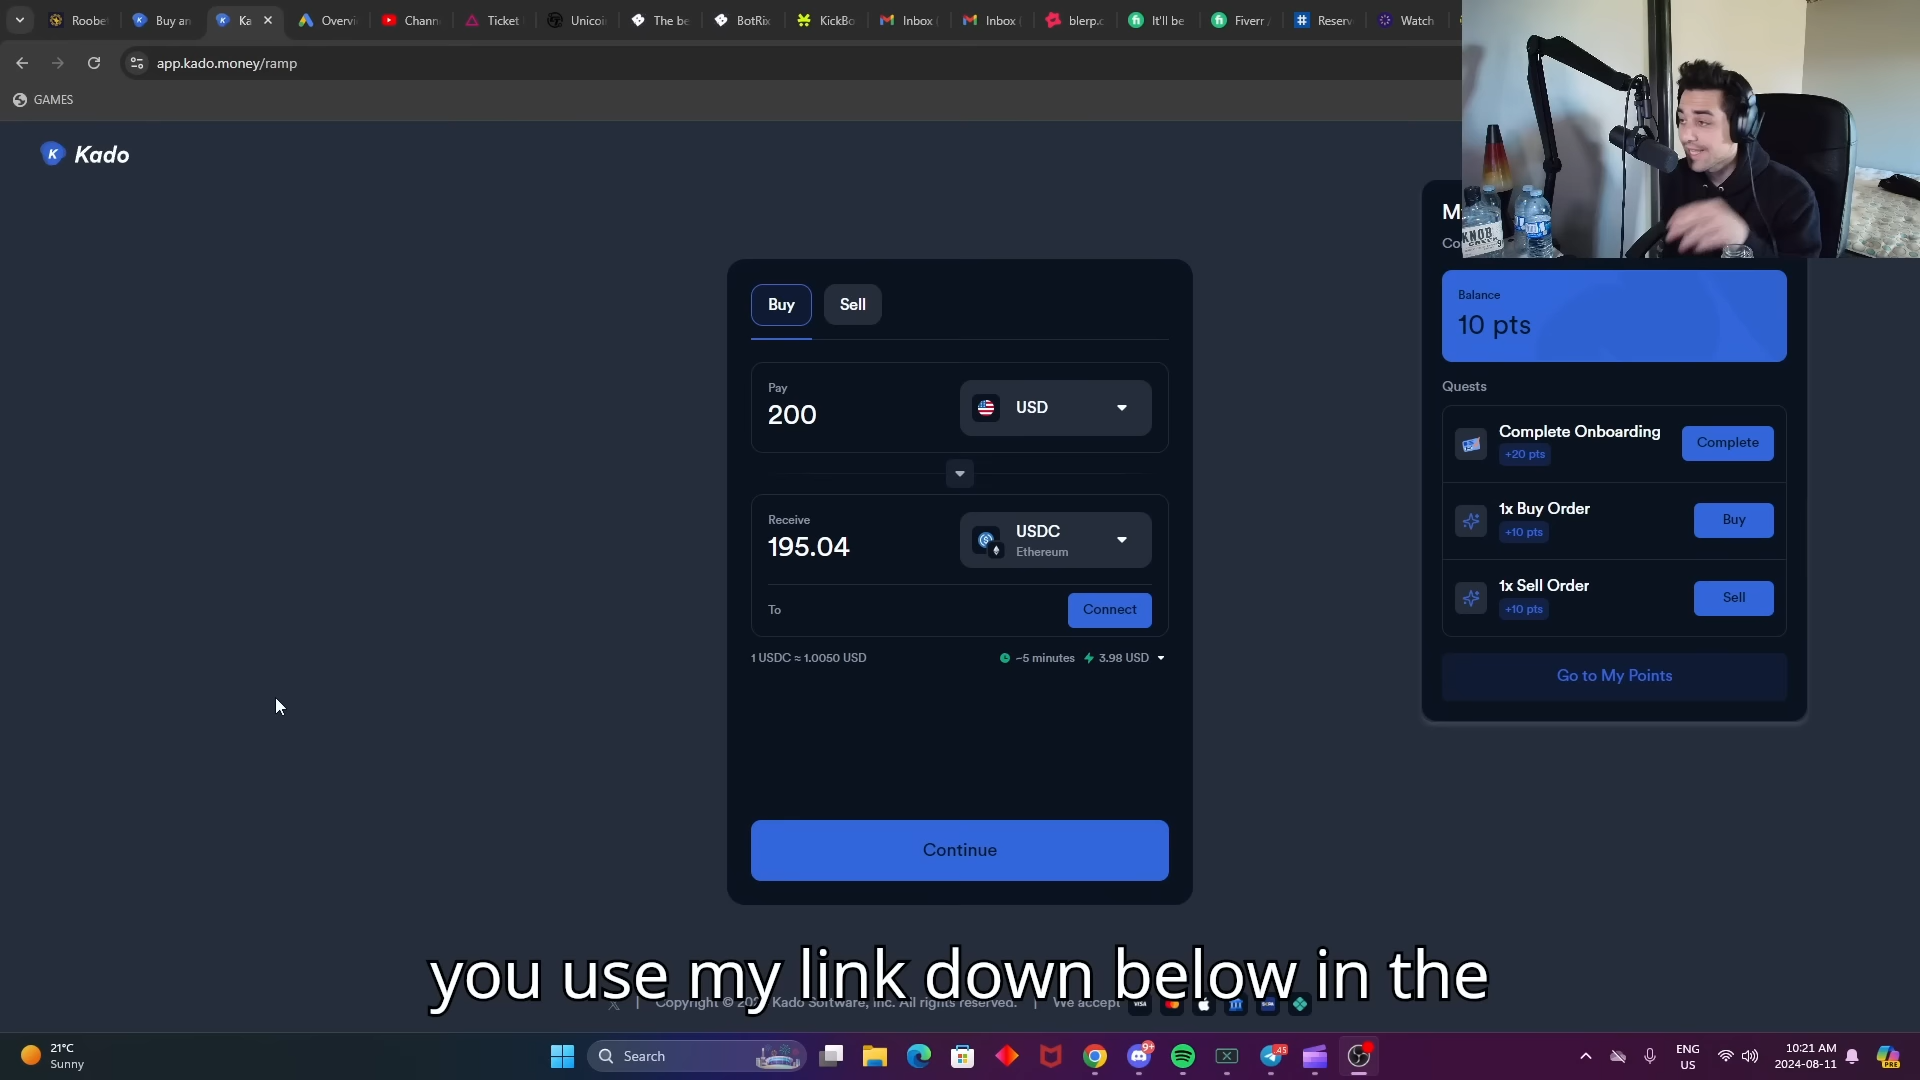 Roobe
Buy an
Ka
Overvi
Chann
Ticket
Unicoi
The be
BotRix
KickBo
Inbox
Inbox
blerp.c
It'll be
Fiverr
Reserv
Watch
app.kado.money/ramp
GAMES
K Kado
Buy
Sell
Balance
10 pts
Pay
200
USD
Quests
Complete Onboarding
+20 pts
Complete
Receive
195.04
USDC
Ethereum
1x Buy Order
+10 pts
Buy
To
Connect
1x Sell Order
+10 pts
Sell
1 USDC ≈ 1.0050 USD
~5 minutes
3.98 USD
Go to My Points
Continue
KNOB
you use my link down below in the
Kado Software, Inc. All rights reserved. | We accept
21°C
Sunny
Search
ENG
US
10:21 AM
2024-08-11